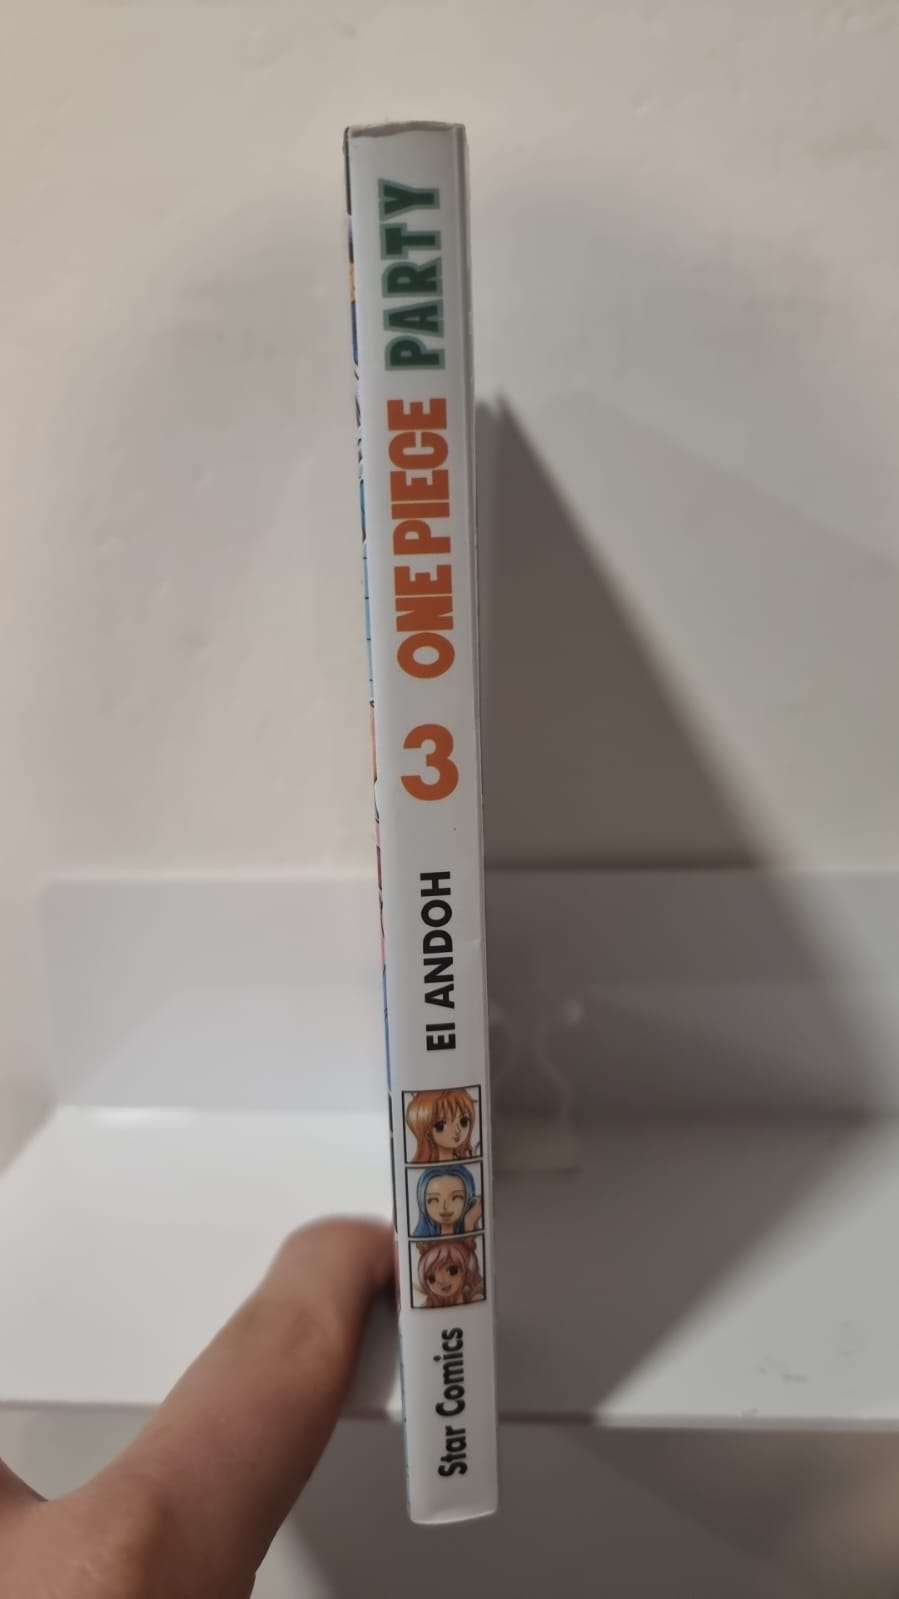 Star Comics
EI ANDOH
3
ONE PIECE
PARTY